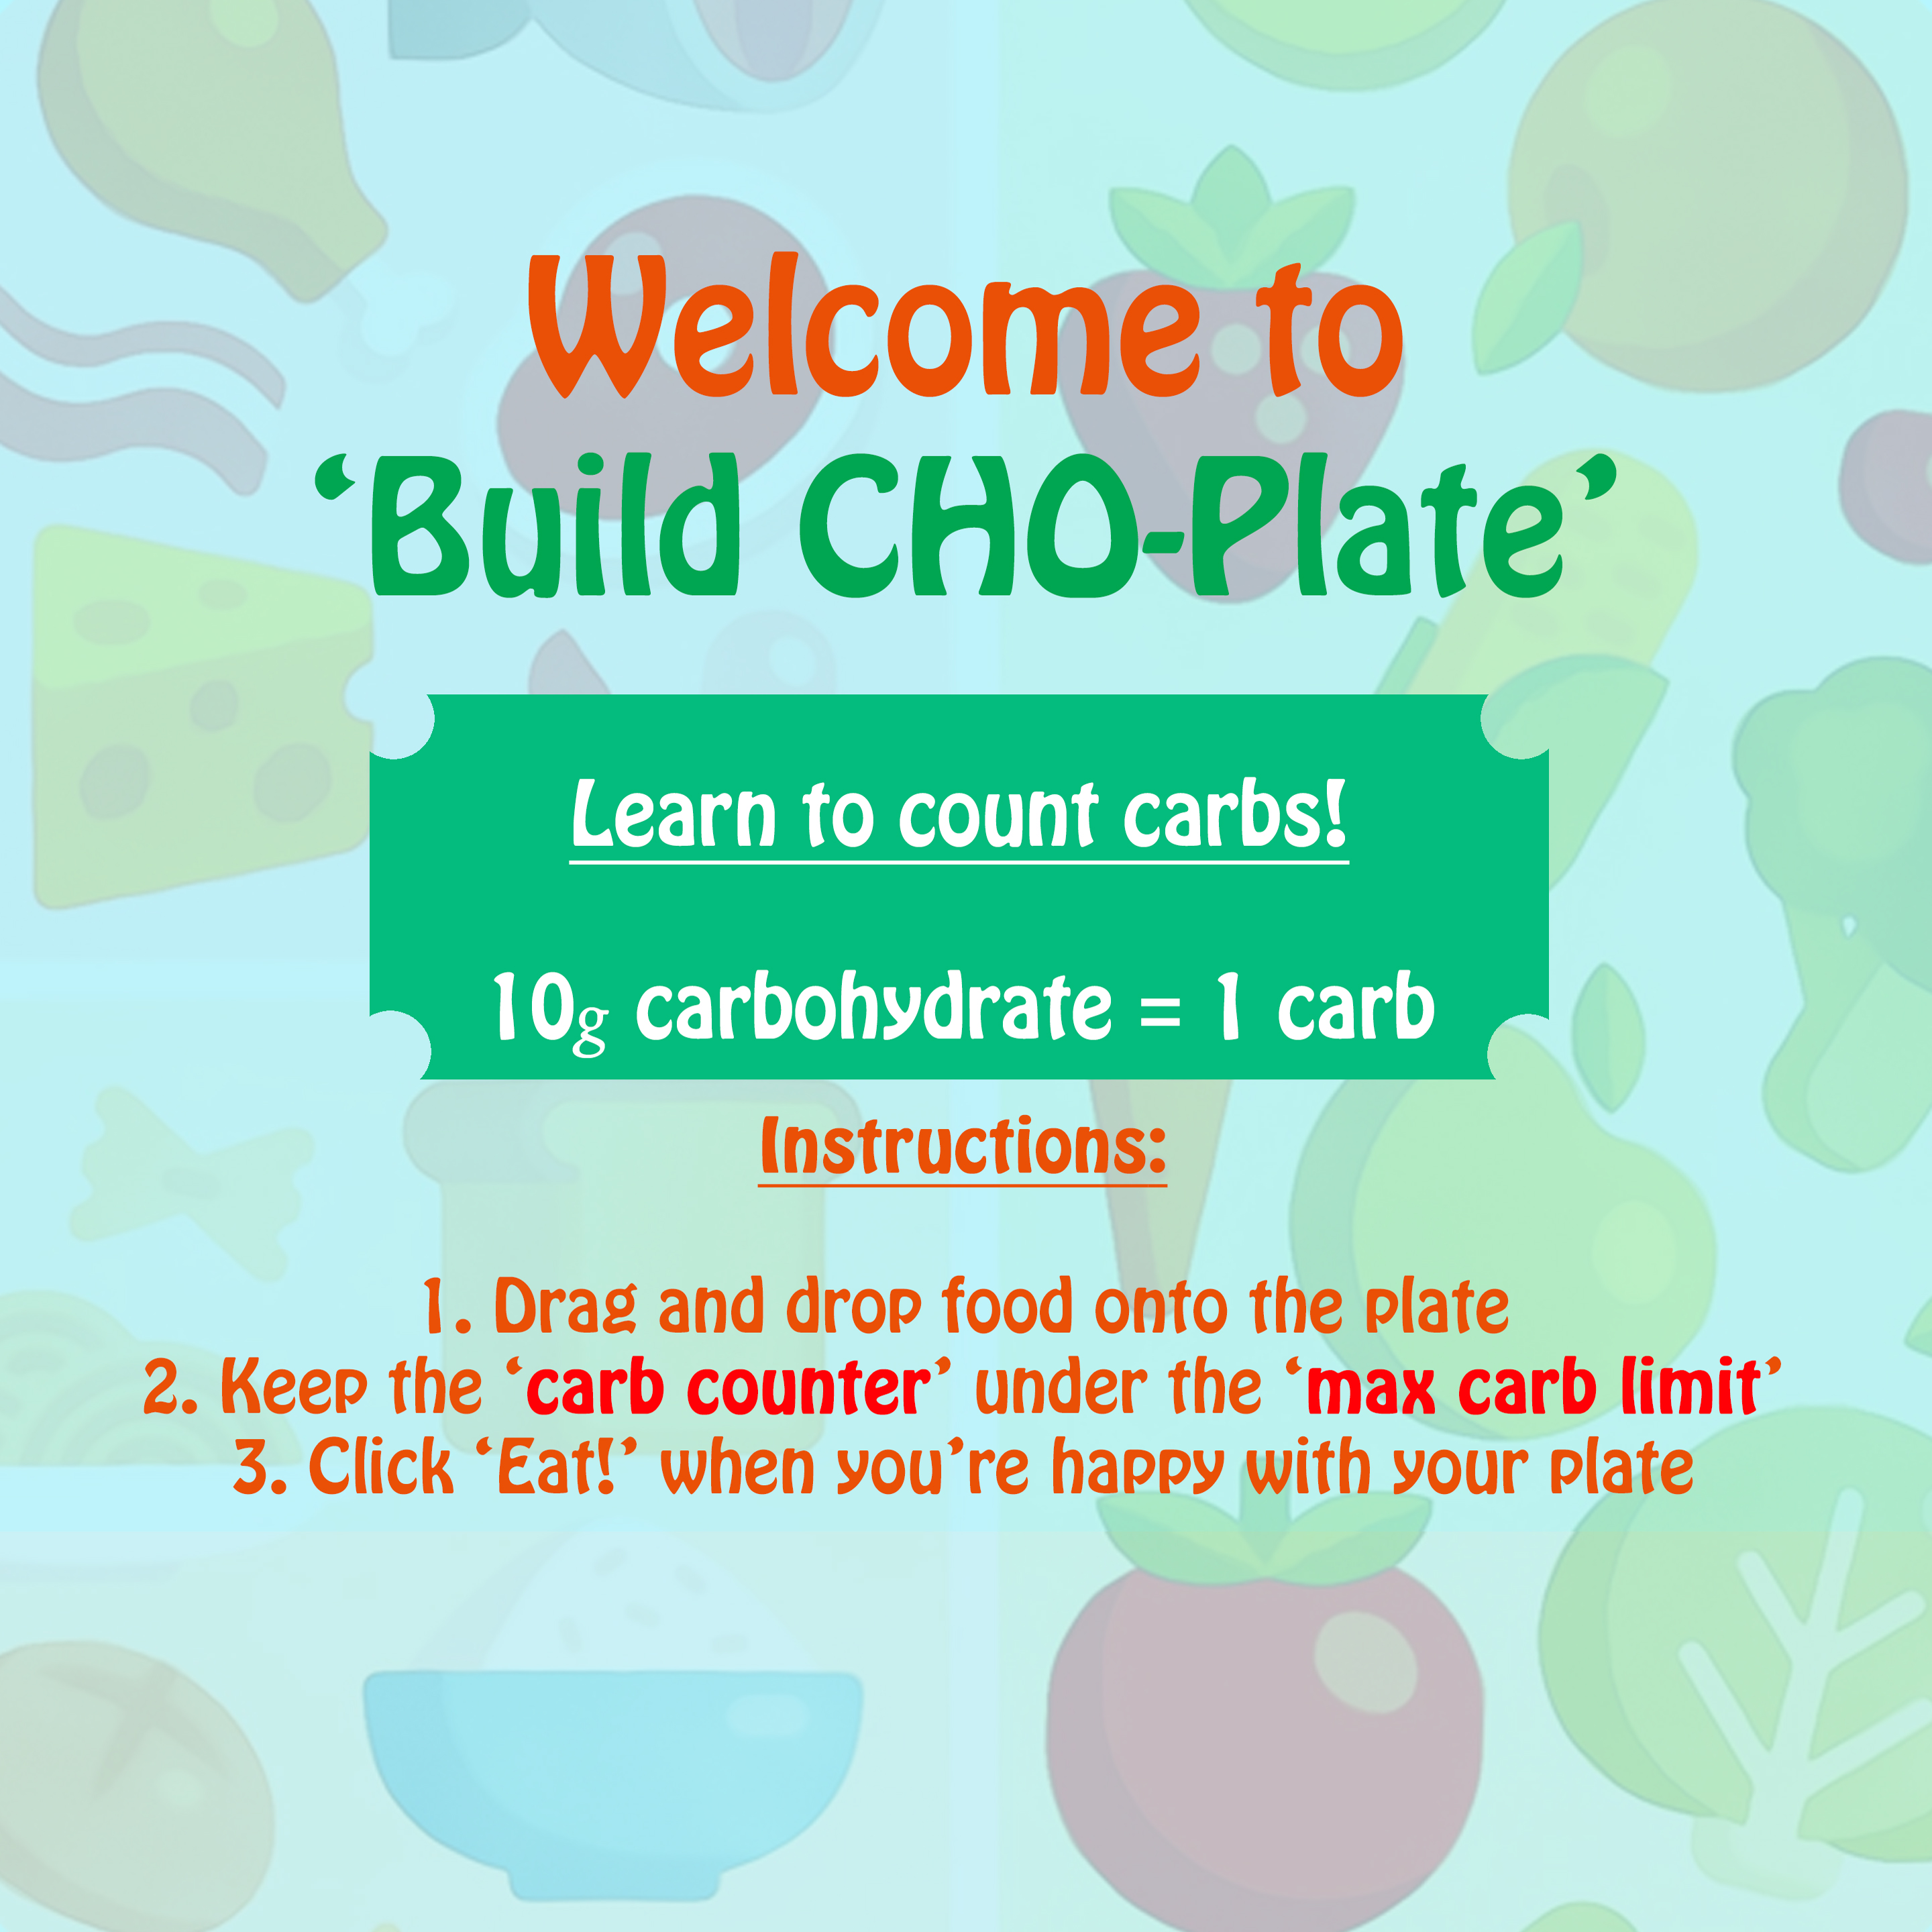 Welcome to
‘Build CHO-Plate’
Learn to count carbs!
10g carbohydrate = 1 carb
Instructions:
1. Drag and drop food onto the plate
2. Keep the ‘carb counter’ under the ‘max carb limit’
3. Click ‘Eat!’ when you’re happy with your plate